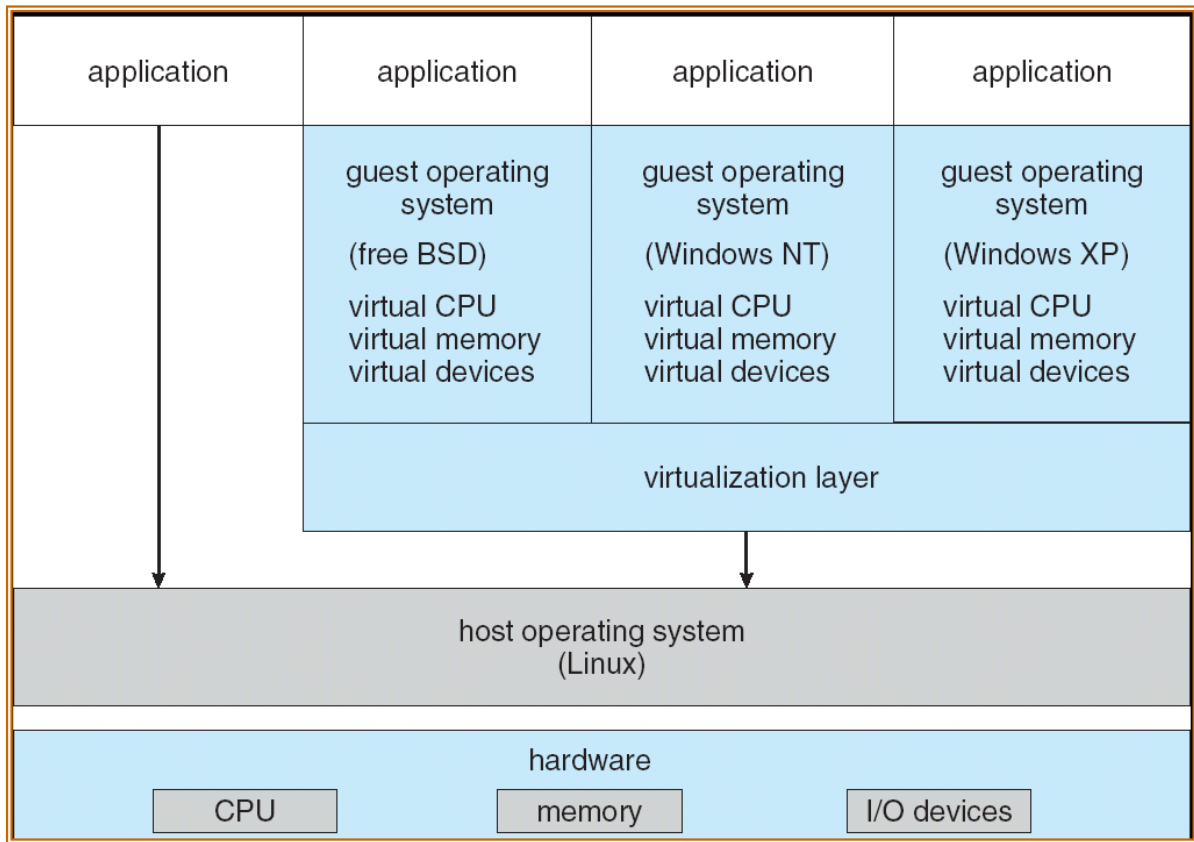 application
application
application
application
guest operating
system
(free BSD)
virtual CPU
virtual memory
virtual devices
guest operating
system
(Windows NT)
virtual CPU
virtual memory
virtual devices
guest operating
system
(Windows XP)
virtual CPU
virtual memory
virtual devices
virtualization layer
host operating system
(Linux)
hardware
CPU
memory
I/O devices